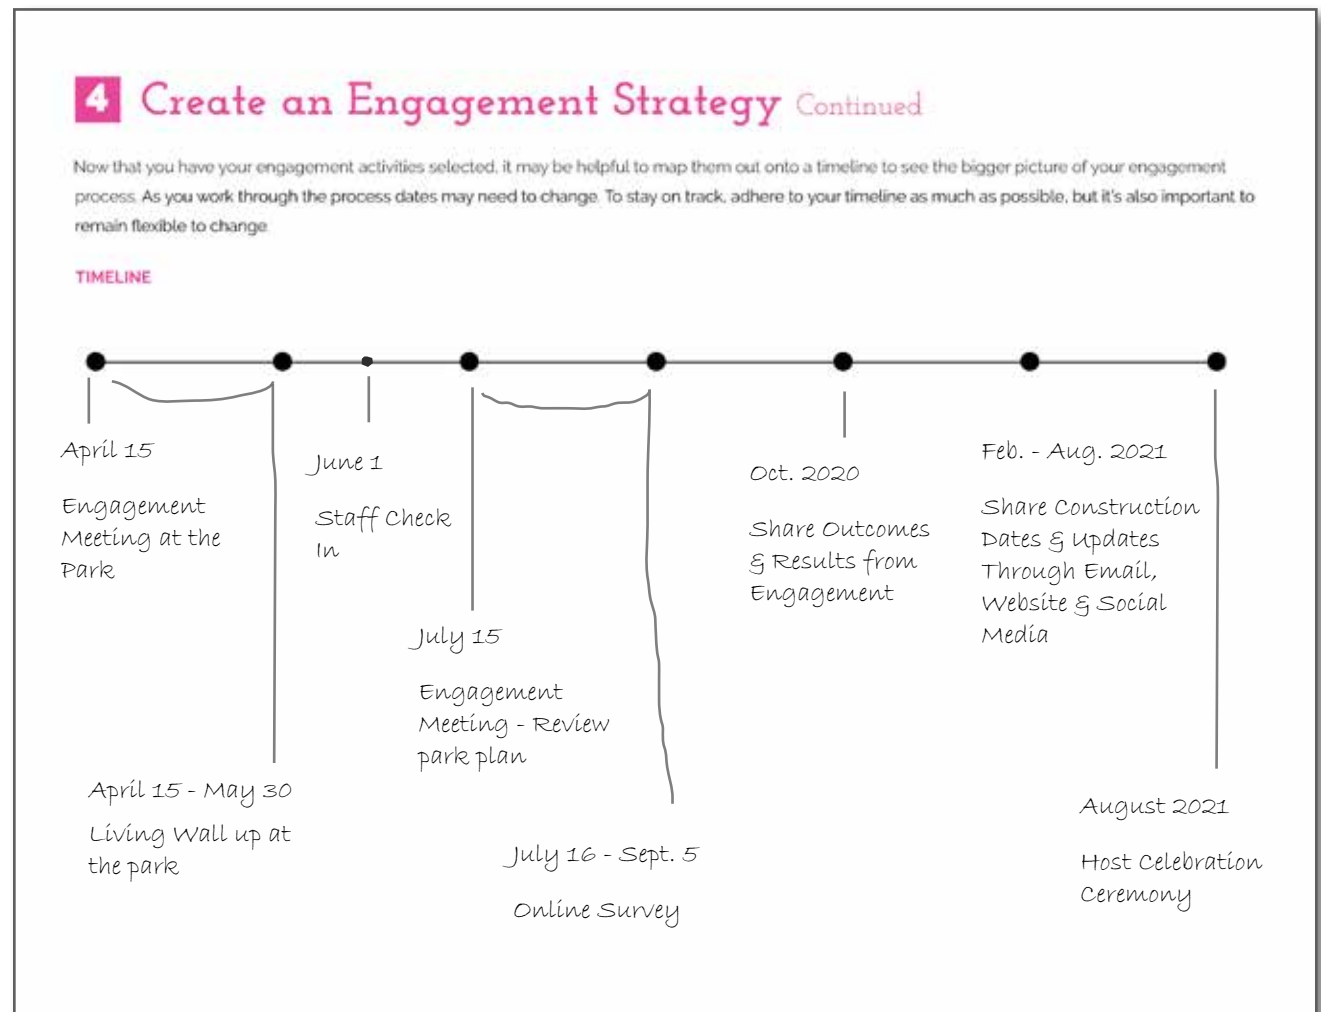 4 Create an Engagement Strategy Continued
Now that you have your engagement activities selected, it may be helpful to map them out onto a timeline to see the bigger picture of your engagement
process. As you work through the process dates may need to change. To stay on track, adhere to your timeline as much as possible, but it's also important to
remain flexible to change.
TIMELINE
April 15
Engagement
Meeting at the
Park
April 15 - May 30
Living Wall up at
the park
June 1
Staff Check
In
July 15
Engagement
Meeting - Review
park plan
July 16 - Sept. 5
Online Survey
Oct. 2020
Share Outcomes
& Results from
Engagement
Feb. - Aug. 2021
Share Construction
Dates & Updates
Through Email,
Website & Social
Media
August 2021
Host Celebration
Ceremony